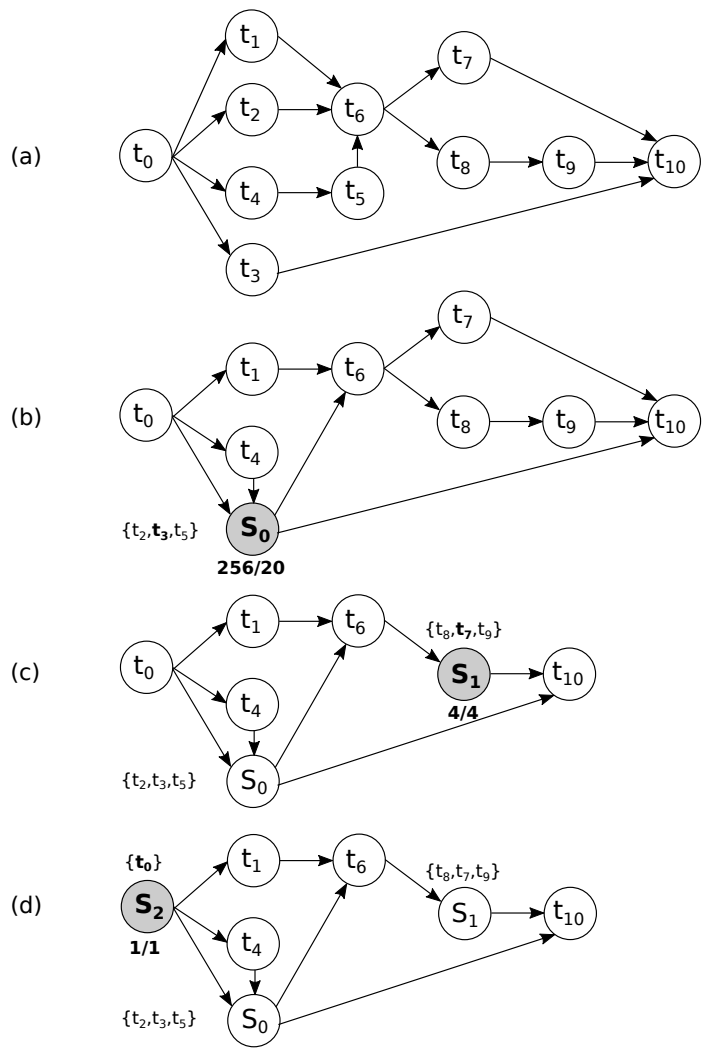 (a)
t0
t1
t2
t4
t3
t5
t6
t7
t8
t9
t10
(b)
t0
t1
t4
{t2,t3,t5}
S0
256/20
t6
t7
t8
t9
t10
(c)
t0
t1
t4
{t2,t3,t5}
S0
t6
{t8,t7,t9}
S1
4/4
t10
(d)
{t0}
S2
1/1
t1
t4
{t2,t3,t5}
S0
t6
{t8,t7,t9}
S1
t10